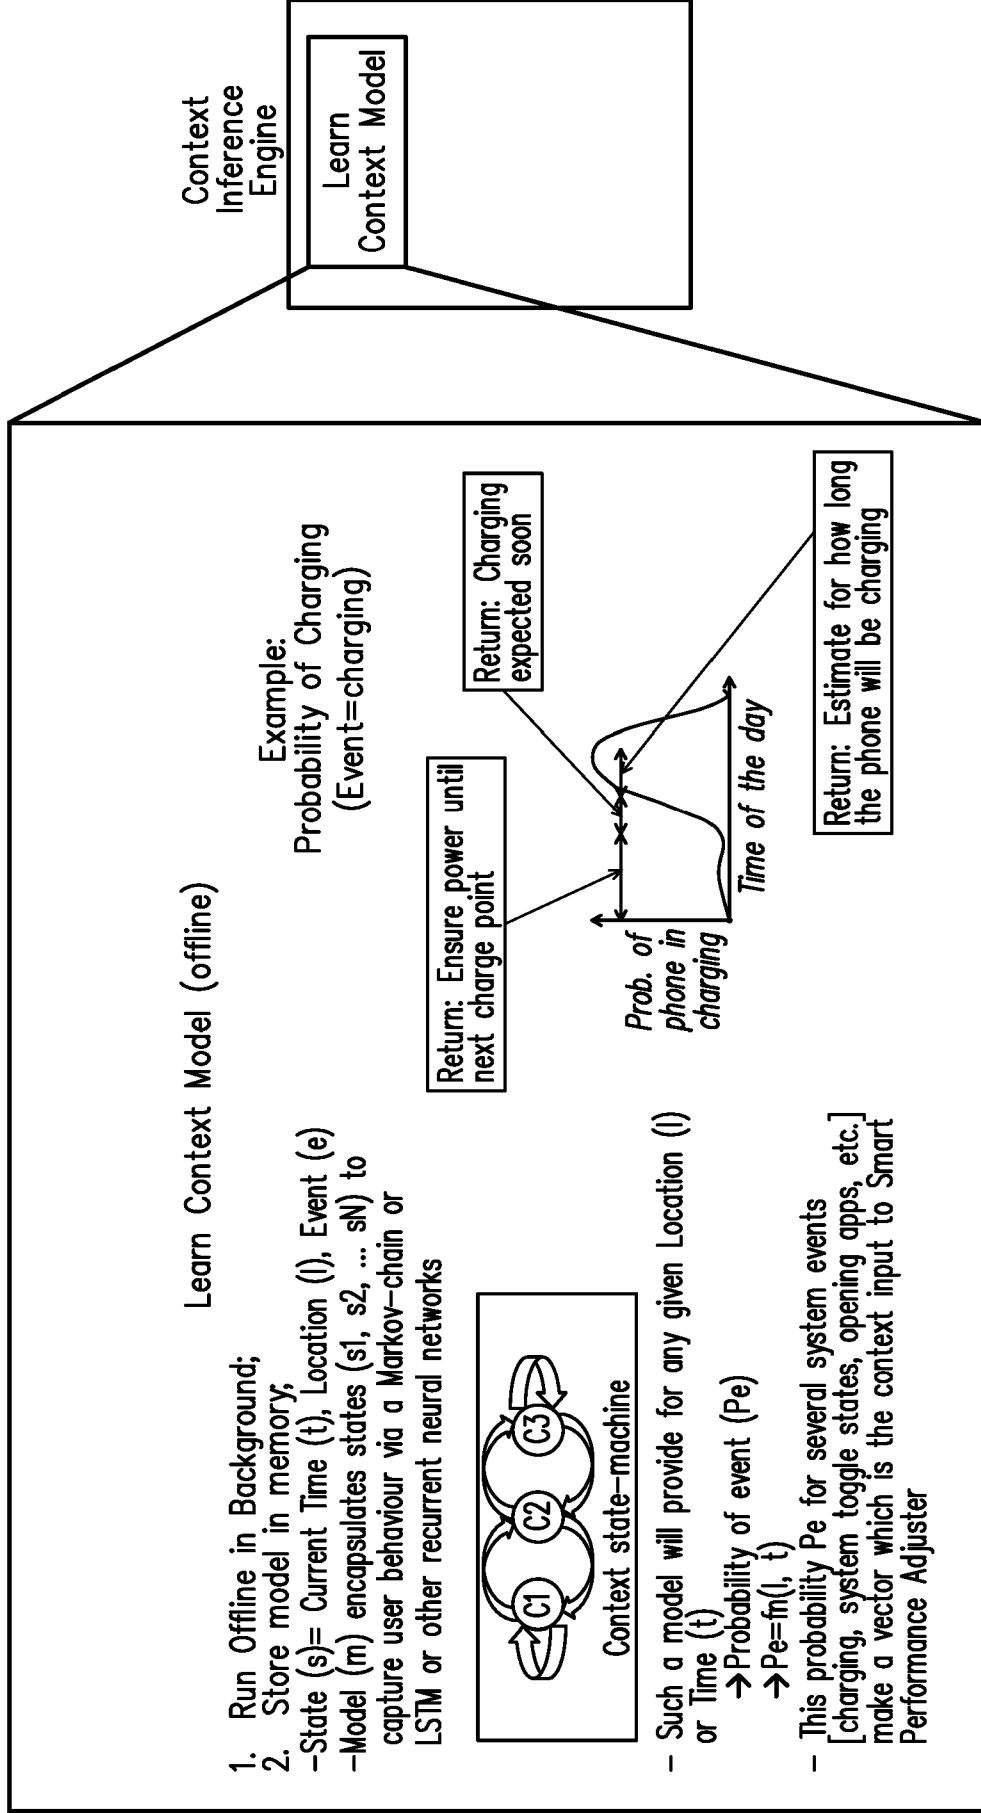 Context
Inference
Engine
Learn
Context Model
Learn Context Model (offline)
1. Run Offline in Background;
2. Store model in memory;
-State (s)= Current Time (t), Location (l), Event (e)
-Model (m) encapsulates states (s1, s2, ... sN) to
capture user behaviour via a Markov-chain or
LSTM or other recurrent neural networks
C1
C2
C3
Context state-machine
- Such a model will provide for any given Location (l)
or Time (t)
→Probability of event (Pe)
→Pe=fn(l, t)
- This probability Pe for several system events
[charging, system toggle states, opening apps, etc.]
make a vector which is the context input to Smart
Performance Adjuster
Example:
Probability of Charging
(Event=charging)
Return: Ensure power until
next charge point
Return: Charging
expected soon
Prob. of
phone in
charging
Time of the day
Return: Estimate for how long
the phone will be charging